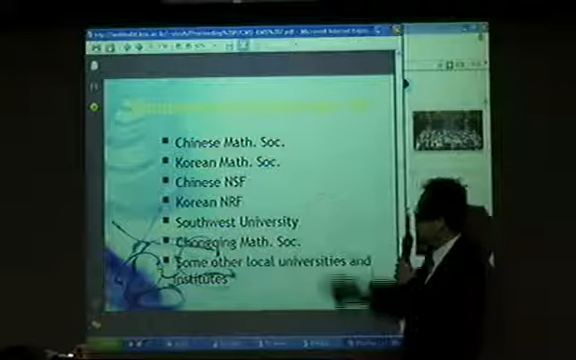 Chinese Math. Soc.
Korean Math. Soc.
Chinese NSF
Korean NRF
Southwest University
Chongqing Math. Soc.
Some other local universities and
institutes